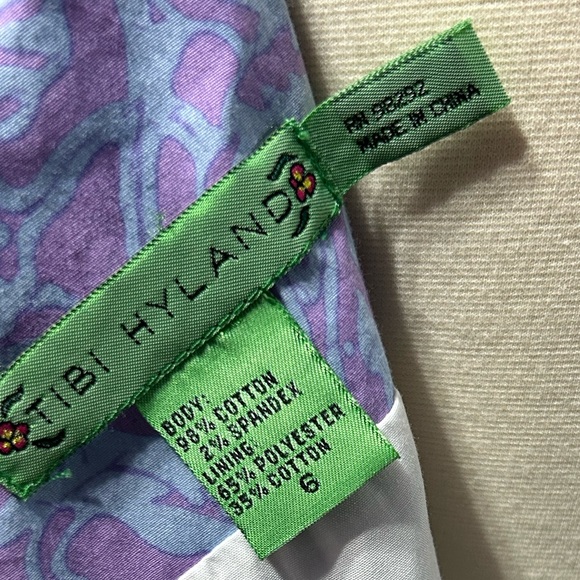 RN 98292
MADE IN CHINA
TIBI HYLAND
BODY:
98% COTTON
2% SPANDEX
LINING:
65% POLYESTER
35% COTTON
6